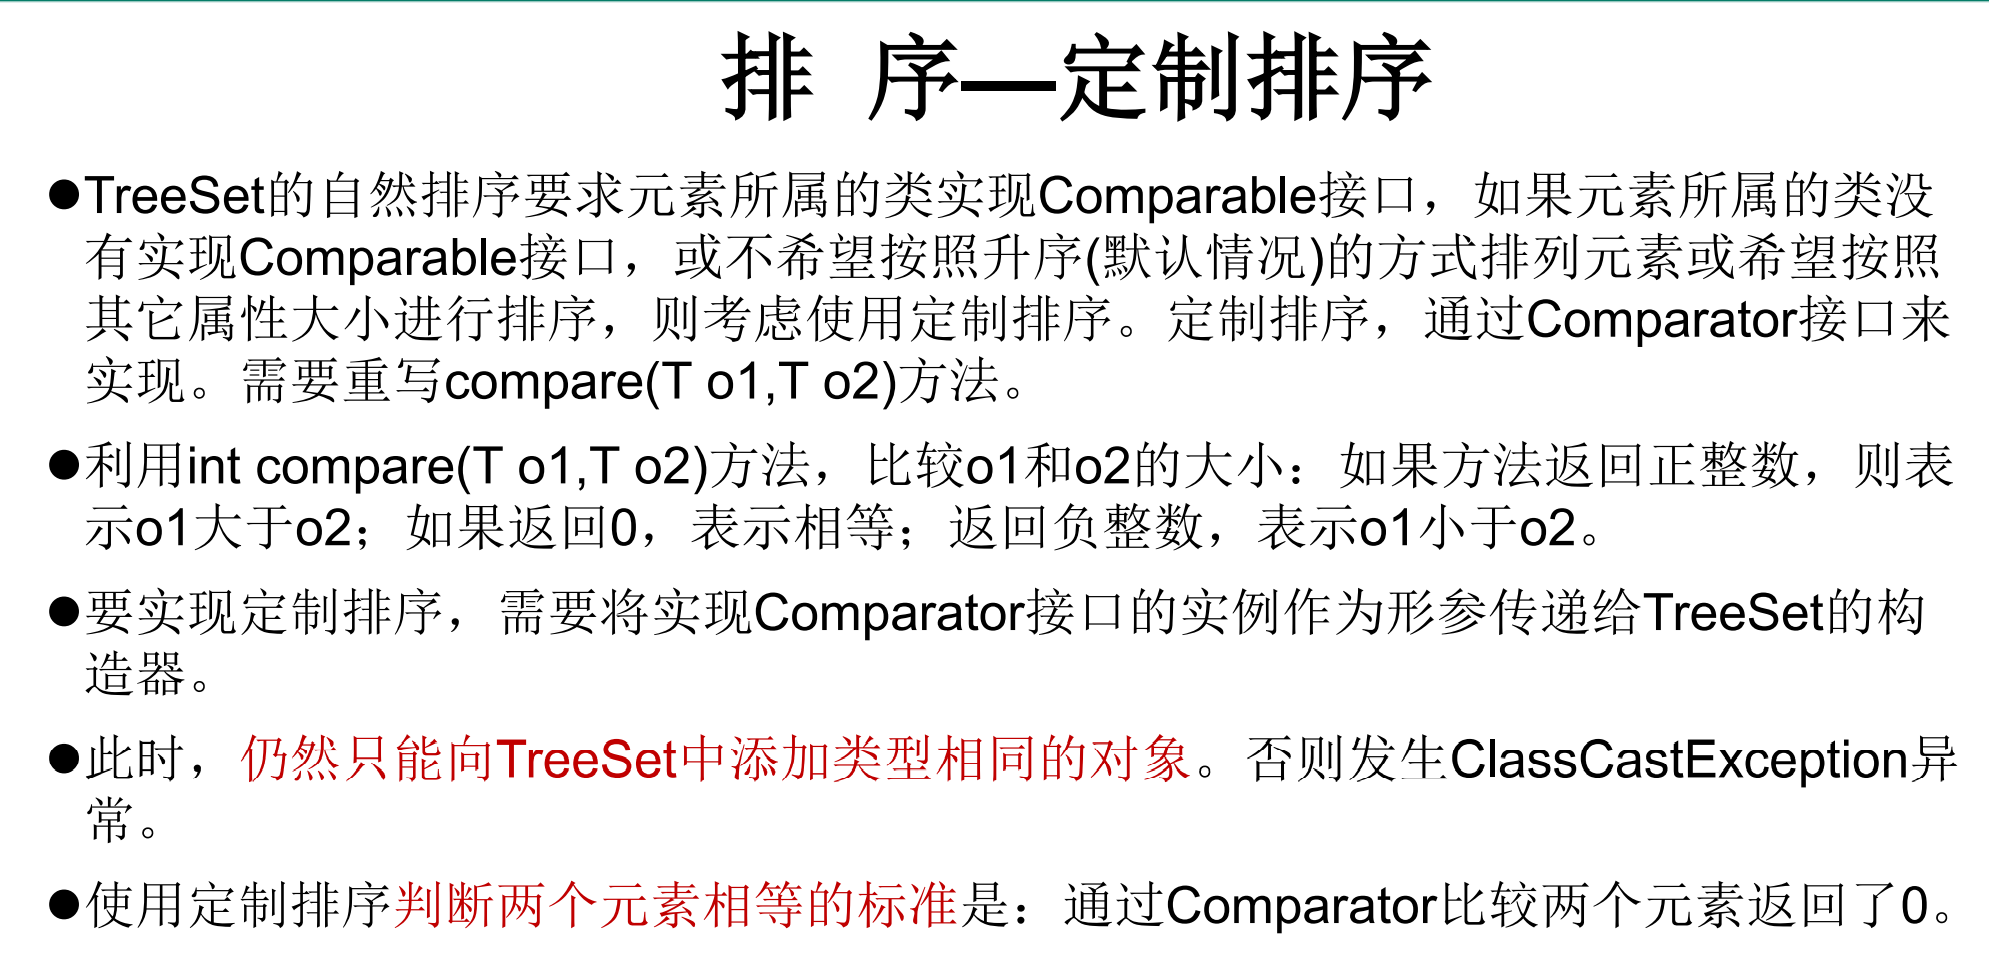 排 序—定制排序
●TreeSet的自然排序要求元素所属的类实现Comparable接口，如果元素所属的类没
有实现Comparable接口，或不希望按照升序(默认情况)的方式排列元素或希望按照
其它属性大小进行排序，则考虑使用定制排序。定制排序，通过Comparator接口来
实现。需要重写compare(T o1,T o2)方法。
●利用int compare(T o1,T o2)方法，比较o1和o2的大小：如果方法返回正整数，则表
示o1大于o2；如果返回0，表示相等；返回负整数，表示o1小于o2。
●要实现定制排序，需要将实现Comparator接口的实例作为形参传递给TreeSet的构
造器。
●此时，仍然只能向TreeSet中添加类型相同的对象。否则发生ClassCastException异
常。
●使用定制排序判断两个元素相等的标准是：通过Comparator比较两个元素返回了0。